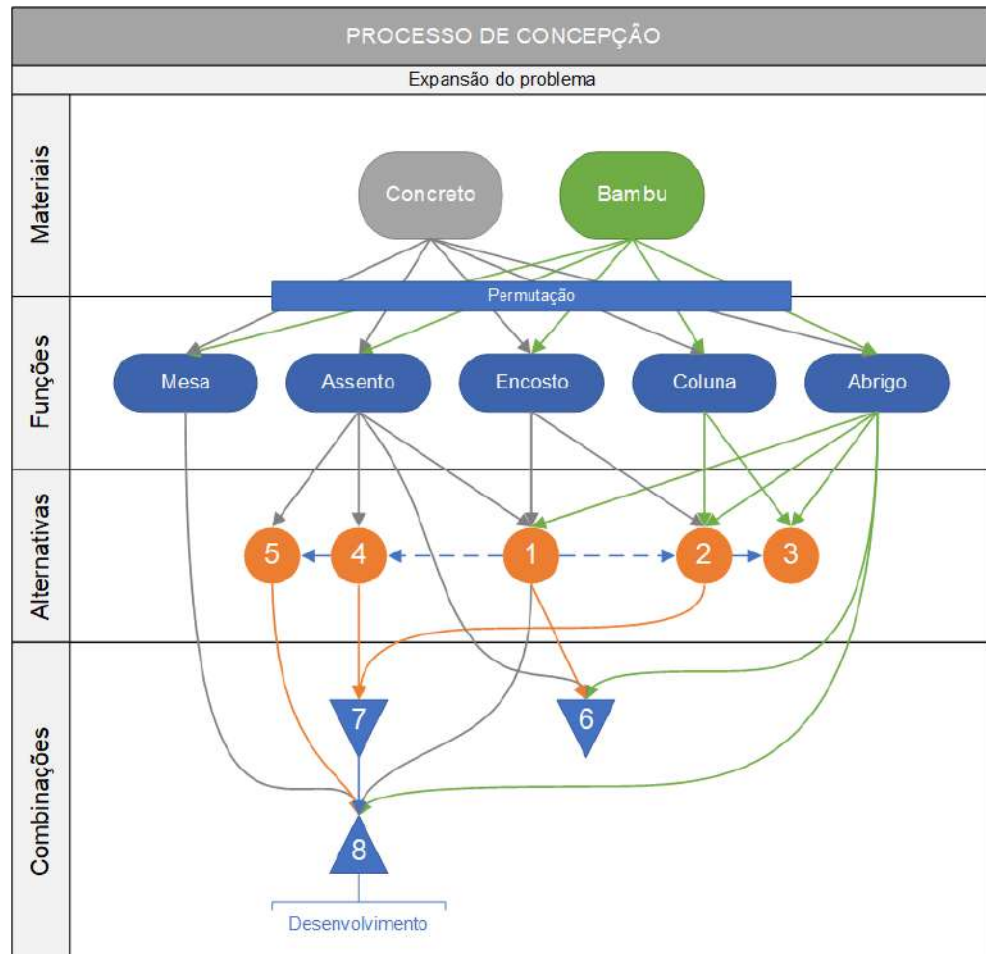 PROCESSO DE CONCEPÇÃO
Expansão do problema
Materiais
Concreto
Bambu
Permutação
Funções
Mesa
Assento
Encosto
Coluna
Abrigo
Alternativas
5
4
1
2
3
Combinações
7
6
8
Desenvolvimento